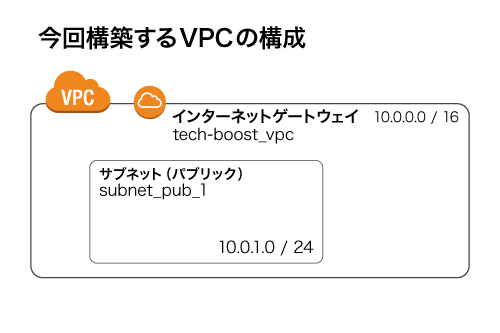 今回構築するVPCの構成
VPC
インターネットゲートウェイ 10.0.0.0 / 16
tech-boost_vpc
サブネット（パブリック）
subnet_pub_1
10.0.1.0 / 24